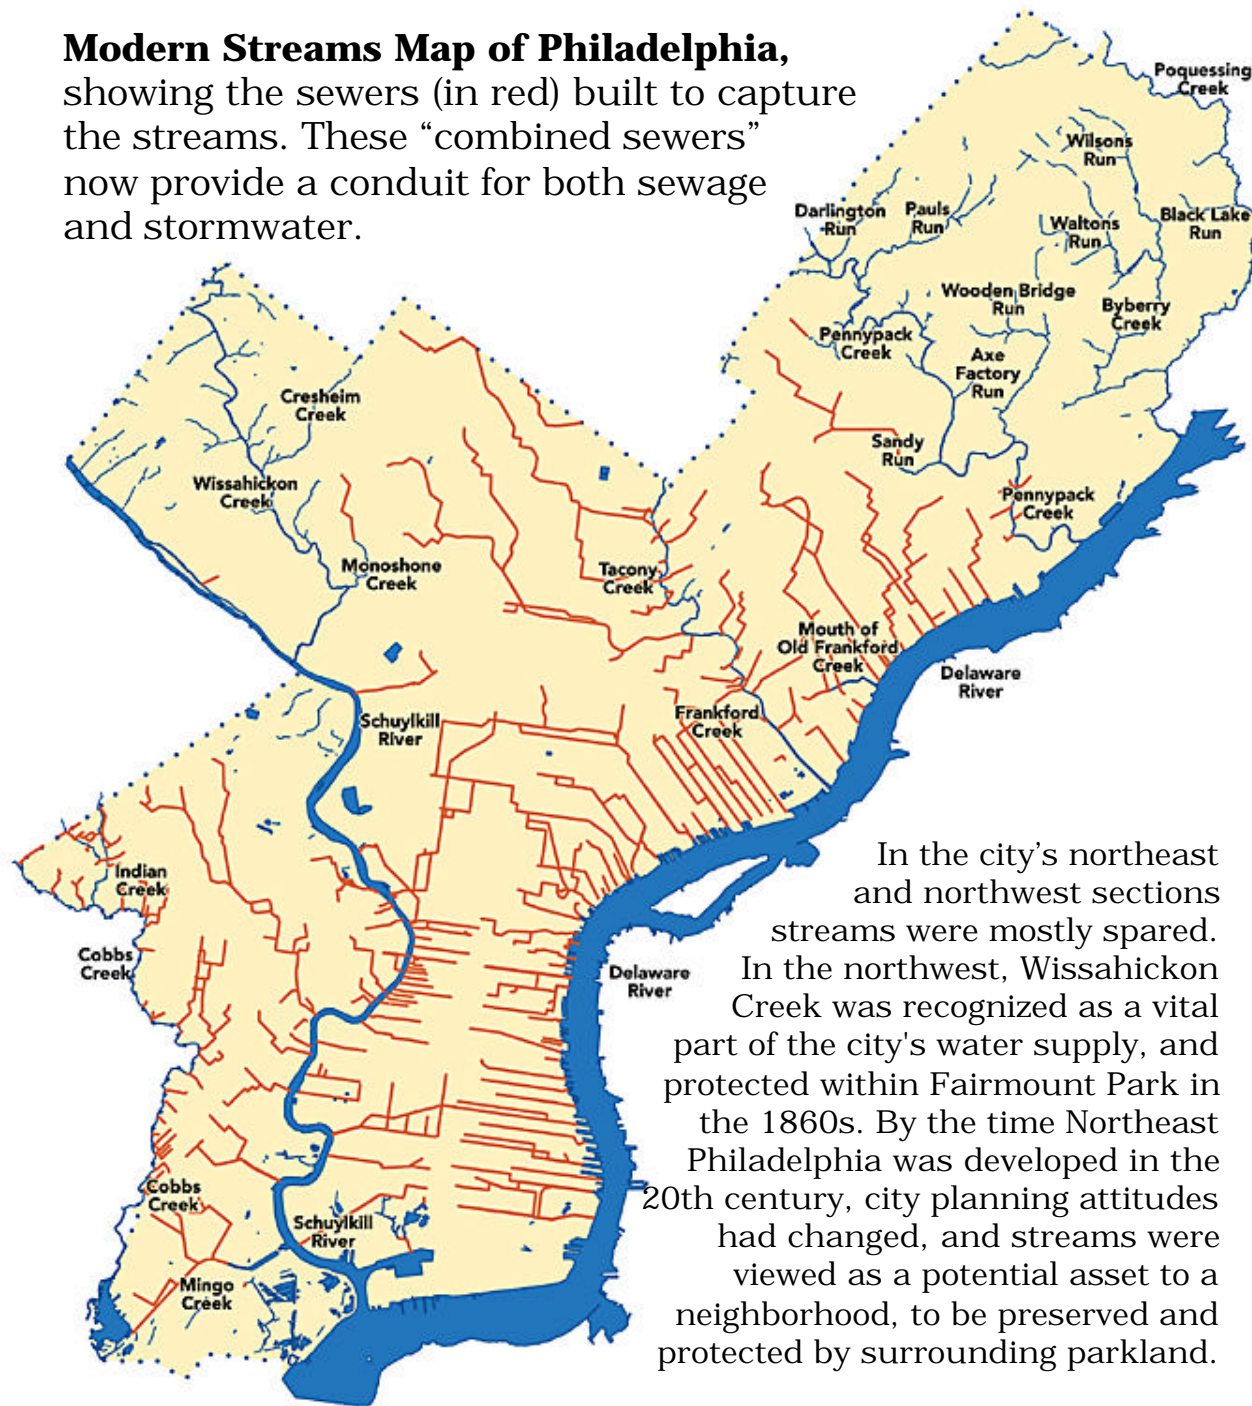 Modern Streams Map of Philadelphia,
showing the sewers (in red) built to capture
the streams. These “combined sewers”
now provide a conduit for both sewage
and stormwater.
Poquessing
Creek
Wilsons
Run
Darlington
Run
Pauls
Run
Waltons
Run
Black Lake
Run
Wooden Bridge
Run
Byberry
Creek
Pennypack
Creek
Axe
Factory
Run
Cresheim
Creek
Sandy
Run
Wissahickon
Creek
Pennypack
Creek
Monoshone
Creek
Tacony
Creek
Mouth of
Old Frankford
Creek
Delaware
River
Schuylkill
River
Frankford
Creek
Indian
Creek
Cobbs
Creek
Delaware
River
Cobbs
Creek
Schuylkill
River
Mingo
Creek
In the city’s northeast
and northwest sections
streams were mostly spared.
In the northwest, Wissahickon
Creek was recognized as a vital
part of the city's water supply, and
protected within Fairmount Park in
the 1860s. By the time Northeast
Philadelphia was developed in the
20th century, city planning attitudes
had changed, and streams were
viewed as a potential asset to a
neighborhood, to be preserved and
protected by surrounding parkland.